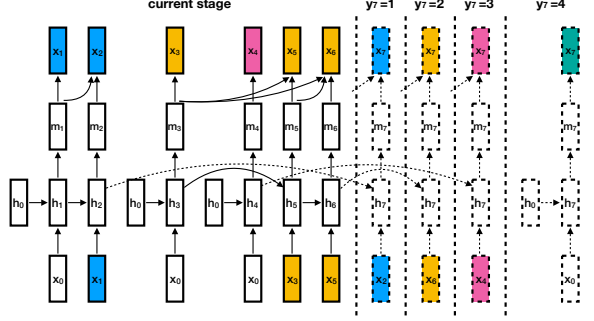 current stage y₇ =1 y₇ =2 y₇ =3 y₇ =4
x₁ x₂ x₃ x₄ x₅ x₆ x₇ x₇ x₇ x₇
m₁ m₂ m₃ m₄ m₅ m₆ m₇ m₇ m₇ m₇
h₀ h₁ h₂ h₀ h₃ h₀ h₄ h₅ h₆ h₇ h₇ h₇ h₀ h₇
x₀ x₁ x₀ x₀ x₃ x₅ x₂ x₆ x₄ x₀